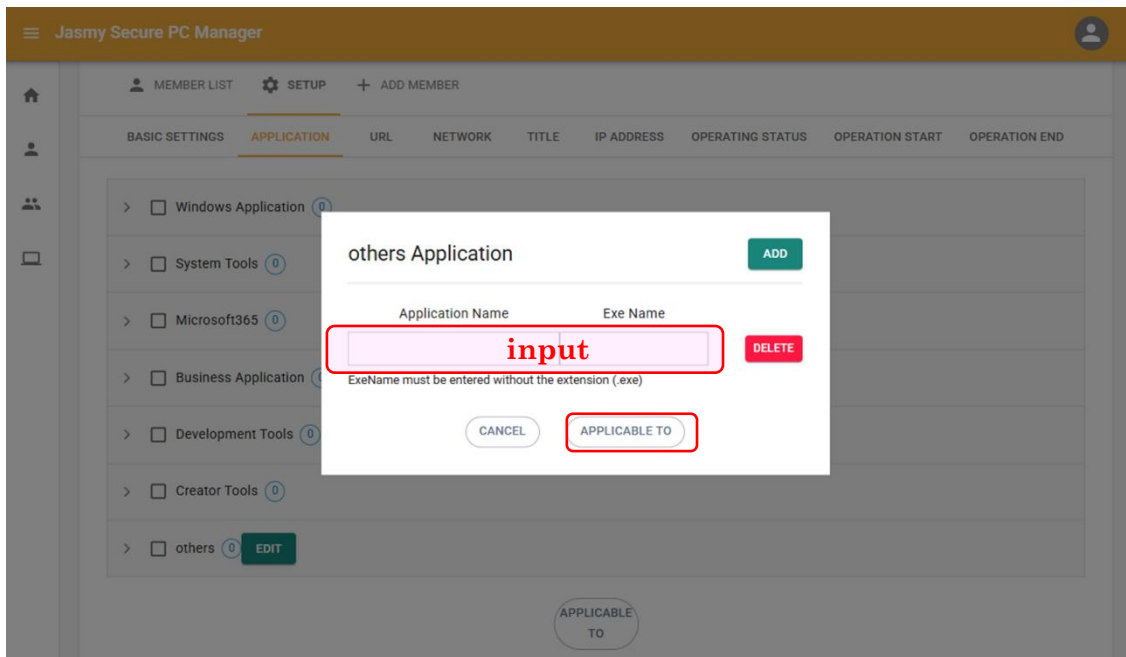 Jasmy Secure PC Manager
MEMBER LIST SETUP ADD MEMBER
BASIC SETTINGS APPLICATION URL NETWORK TITLE IP ADDRESS OPERATING STATUS OPERATION START OPERATION END
Windows Application 0
System Tools 0
Microsoft365 0
Business Application
Development Tools 0
Creator Tools 0
others 0 EDIT
APPLICABLE
TO
others Application ADD
Application Name Exe Name
input DELETE
ExeName must be entered without the extension (.exe)
CANCEL APPLICABLE TO